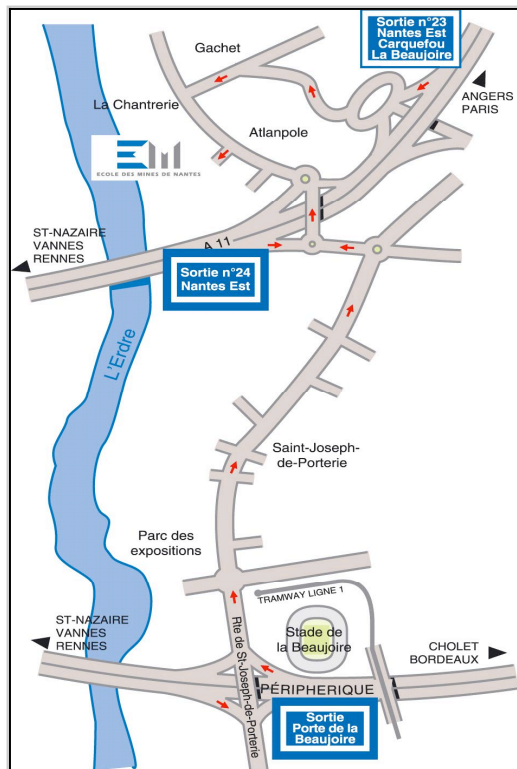 Sortie n°23
Nantes Est
Carquefou
La Beaujoire
Gachet
ANGERS
PARIS
La Chantrerie
Atlanpole
EM
ECOLE DES MINES DE NANTES
ST-NAZAIRE
VANNES
RENNES
A 11
Sortie n°24
Nantes Est
L'Erdre
Saint-Joseph-
de-Porterie
Parc des
expositions
TRAMWAY LIGNE 1
ST-NAZAIRE
VANNES
RENNES
Rte de St-Joseph-de-Porterie
Stade de
la Beaujoire
CHOLET
BORDEAUX
PÉRIPHERIQUE
Sortie
Porte de la
Beaujoire